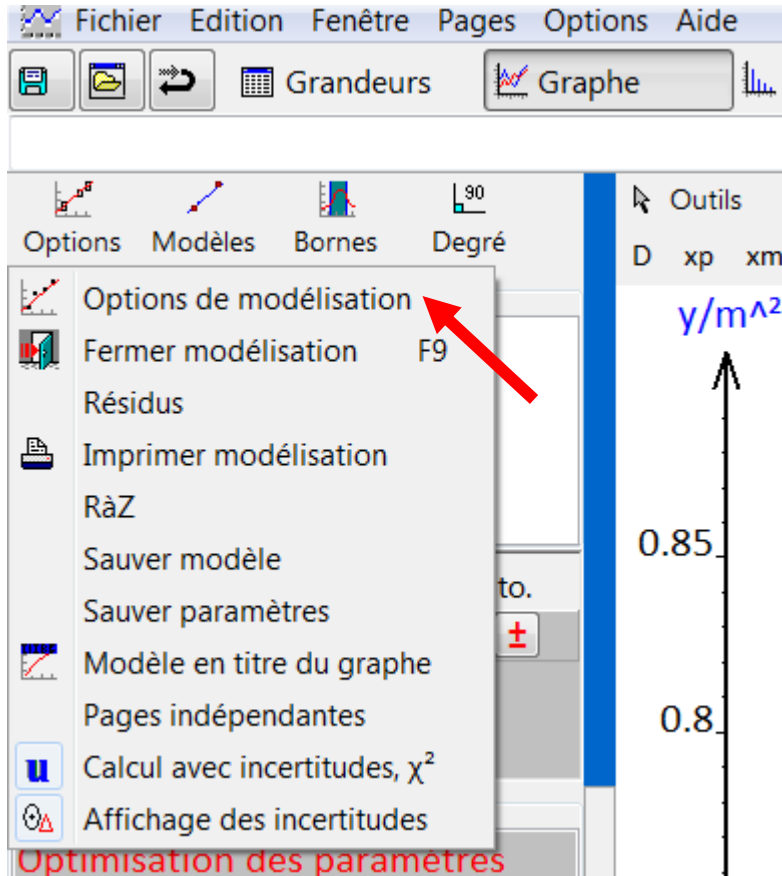 Fichier Edition Fenêtre Pages Options Aide
Grandeurs Graphe
Options Modèles Bornes 90 Degré
Outils
D xp xm
Options de modélisation
Fermer modélisation F9
Résidus
Imprimer modélisation
RàZ
Sauver modèle
Sauver paramètres
Modèle en titre du graphe
Pages indépendantes
u Calcul avec incertitudes, χ²
Affichage des incertitudes
to.
±
Optimisation des paramètres
y/m^²
0.85
0.8